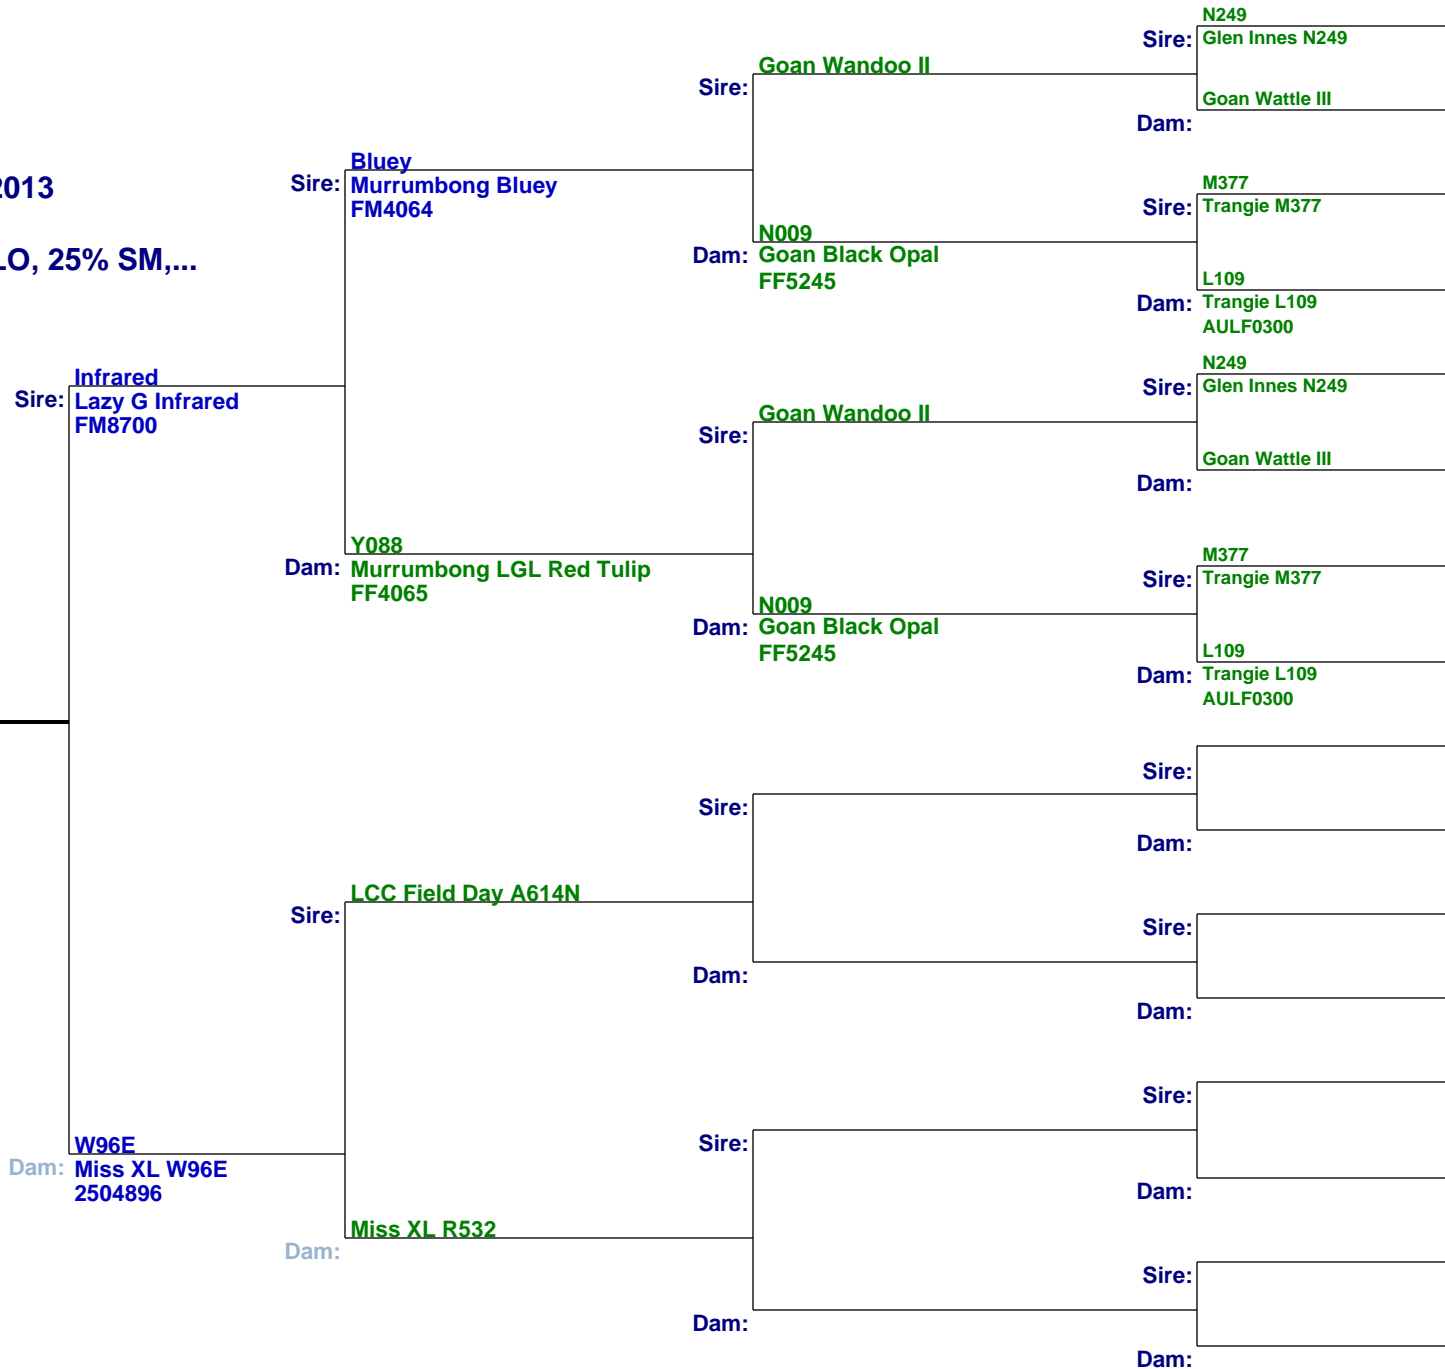 2013
LO, 25% SM,...
Sire:
Infrared
Lazy G Infrared
FM8700
Dam:
W96E
Miss XL W96E
2504896
Sire:
Bluey
Murrumbong Bluey
FM4064
Dam:
Y088
Murrumbong LGL Red Tulip
FF4065
Sire:
LCC Field Day A614N
Dam:
Miss XL R532
Sire:
Goan Wandoo II
Dam:
N009
Goan Black Opal
FF5245
Sire:
Goan Wandoo II
Dam:
N009
Goan Black Opal
FF5245
Sire:
Dam:
Sire:
Dam:
Sire:
N249
Glen Innes N249
Dam:
Goan Wattle III
Sire:
M377
Trangie M377
Dam:
L109
Trangie L109
AULF0300
Sire:
N249
Glen Innes N249
Dam:
Goan Wattle III
Sire:
M377
Trangie M377
Dam:
L109
Trangie L109
AULF0300
Sire:
Dam:
Sire:
Dam:
Sire:
Dam:
Sire:
Dam: